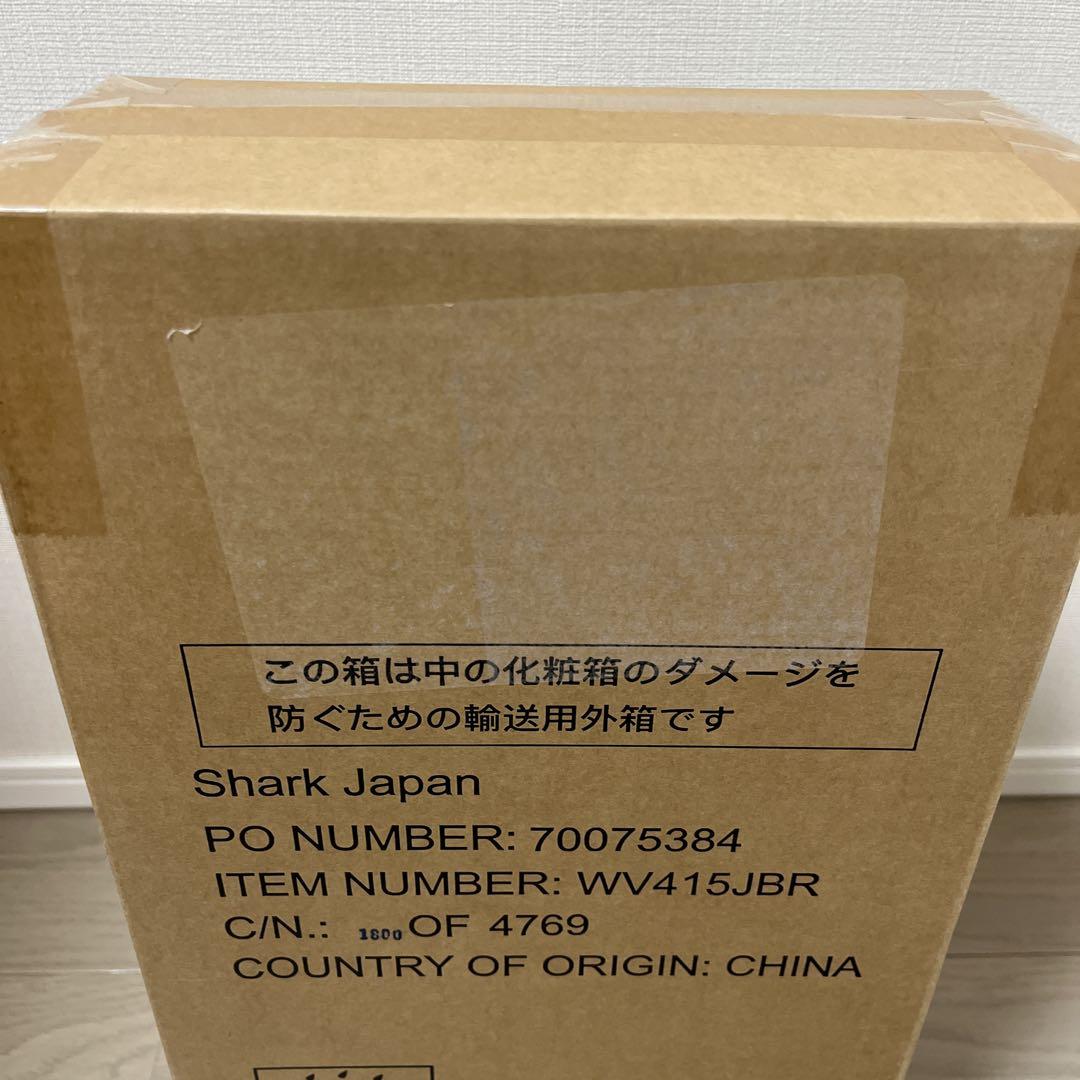 この箱は中の化粧箱のダメージを
防ぐための輸送用外箱です
Shark Japan
PO NUMBER: 70075384
ITEM NUMBER: WV415JBR
C/N.: 1800 OF 4769
COUNTRY OF ORIGIN: CHINA